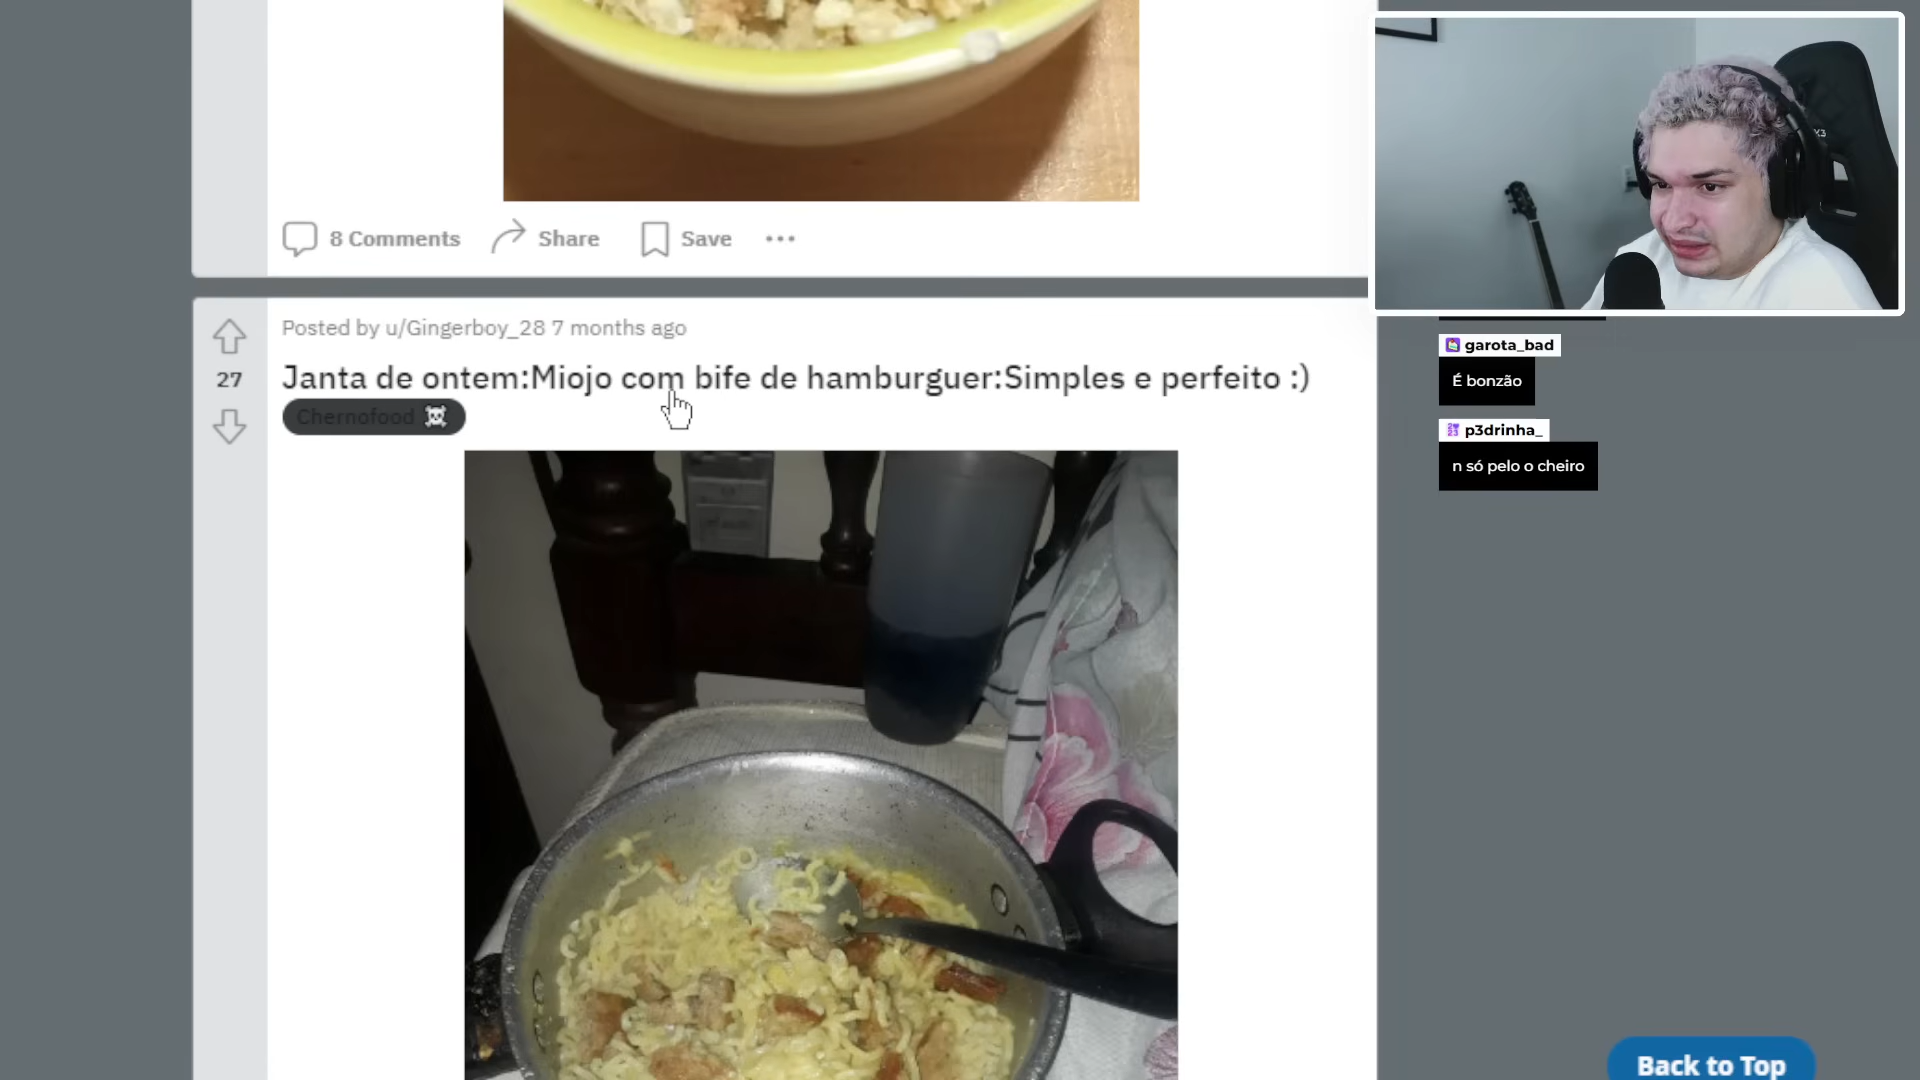 8 Comments Share Save
Posted by u/Gingerboy_28 7 months ago
27
Janta de ontem:Miojo com bife de hamburguer:Simples e perfeito :)
Chernofood
garota_bad
É bonzão
p3drinha_
n só pelo o cheiro
Back to Top